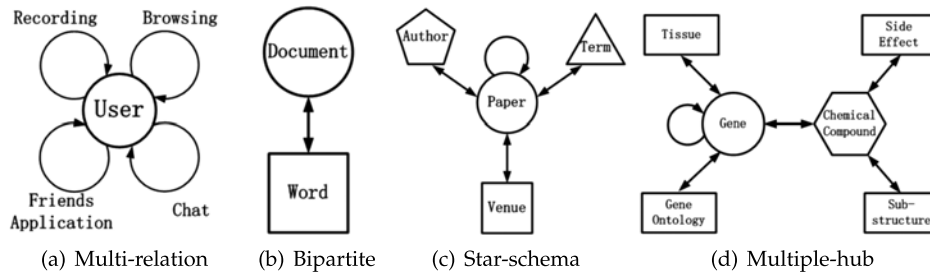 Recording
Browsing
User
Friends
Application
Chat
(a) Multi-relation
Document
Word
(b) Bipartite
Author
Term
Paper
Venue
(c) Star-schema
Tissue
Side
Effect
Gene
Chemical
Compound
Gene
Ontology
Sub-
structure
(d) Multiple-hub